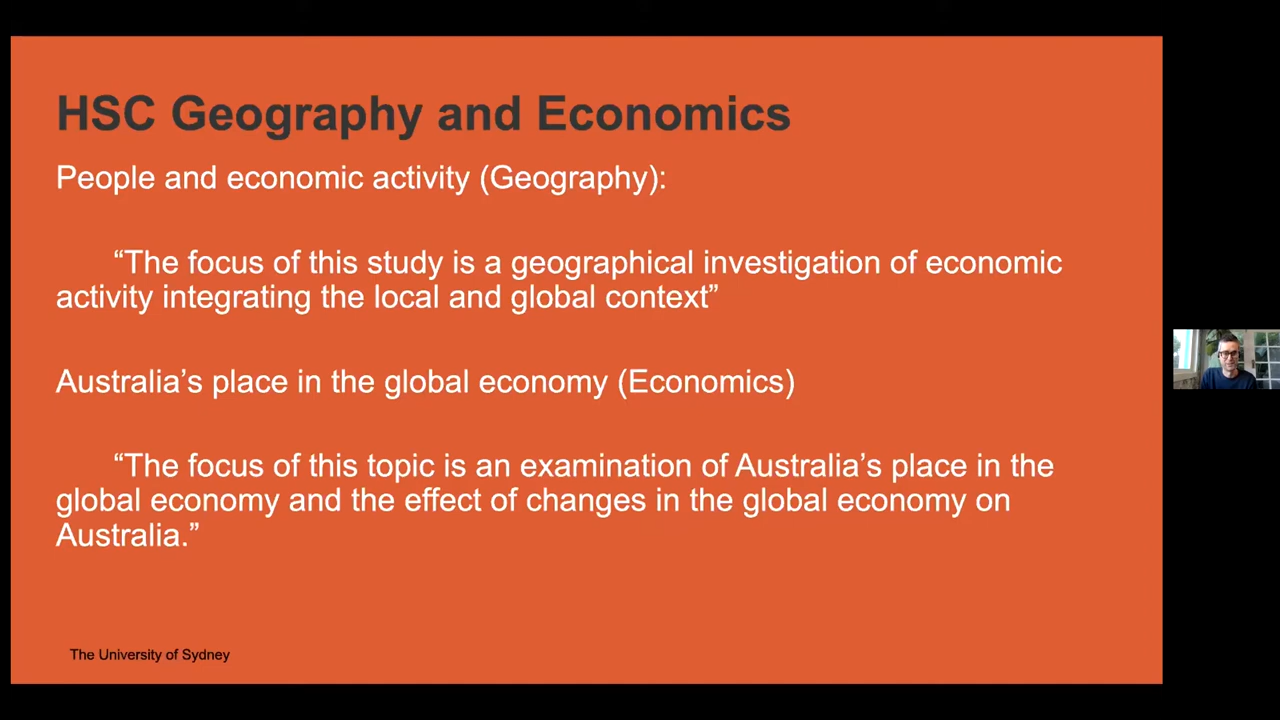 HSC Geography and Economics
People and economic activity (Geography):
“The focus of this study is a geographical investigation of economic
activity integrating the local and global context”
Australia’s place in the global economy (Economics)
“The focus of this topic is an examination of Australia’s place in the
global economy and the effect of changes in the global economy on
Australia.”
The University of Sydney